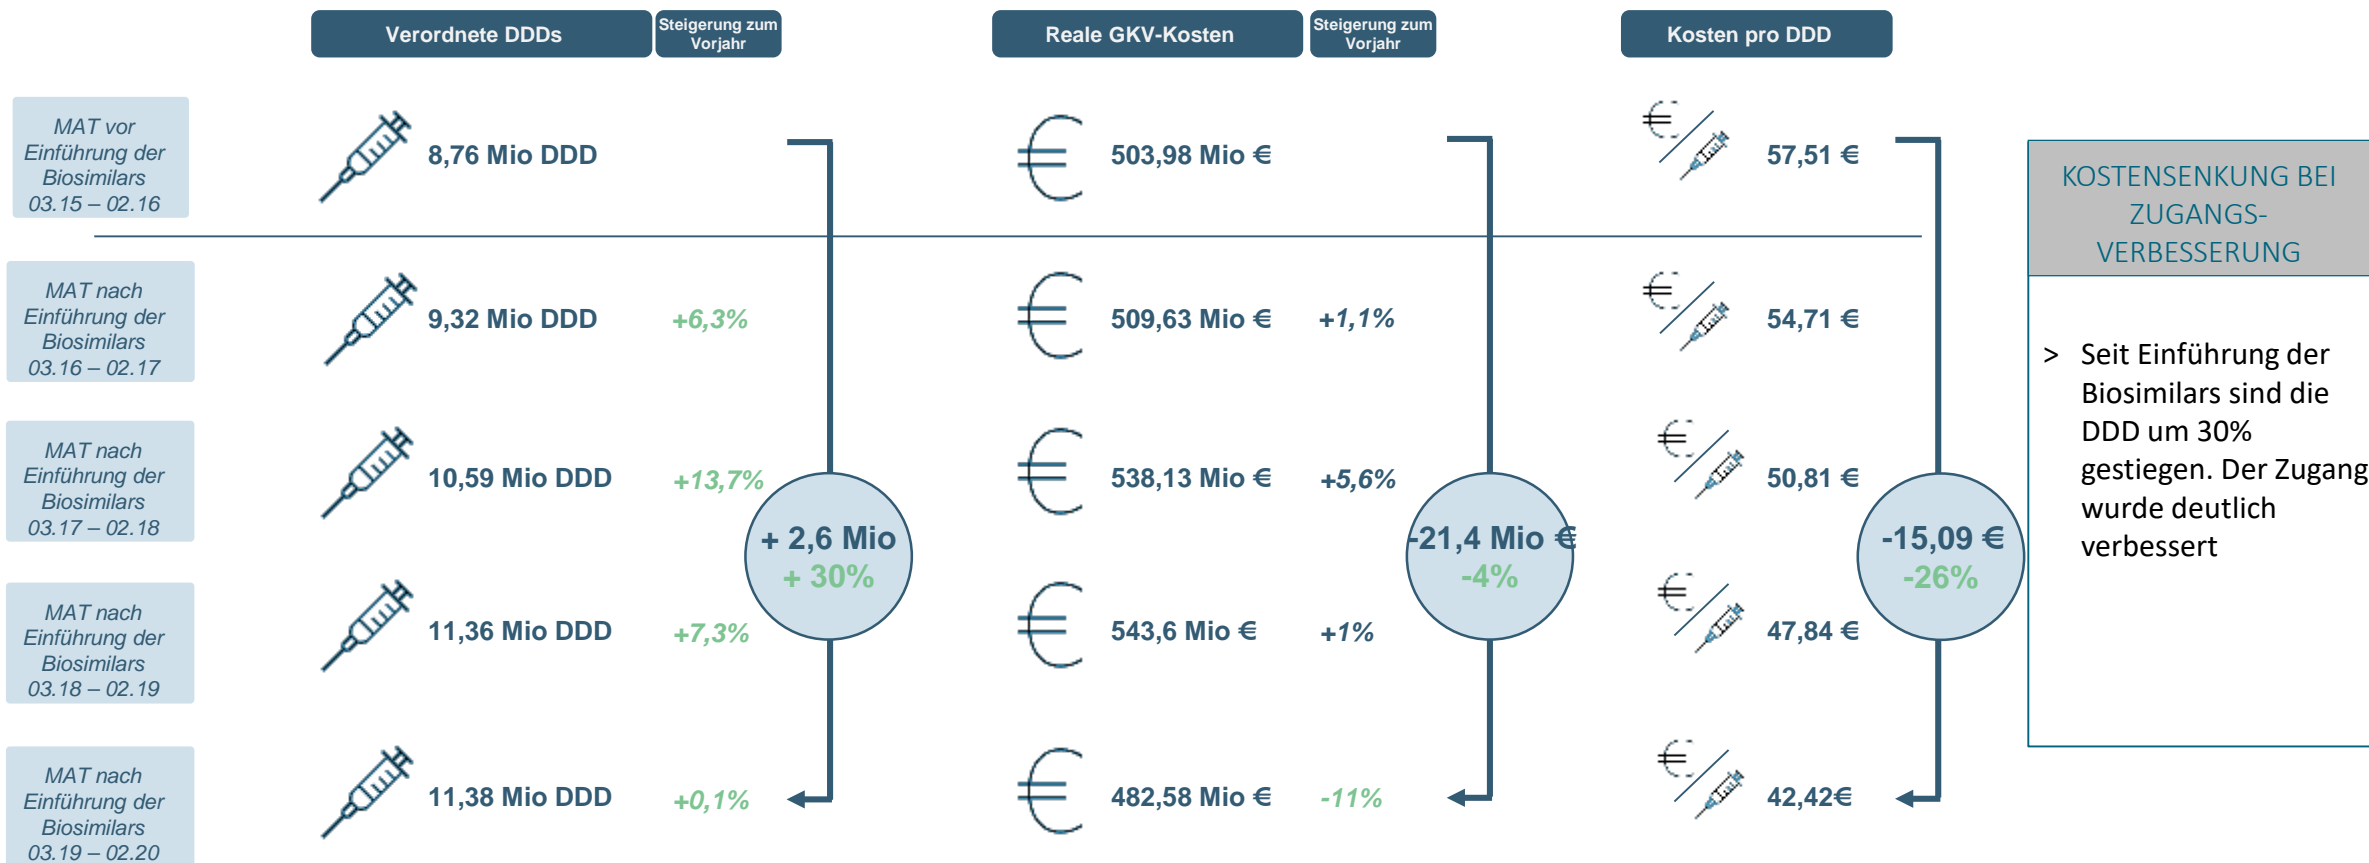 Verordnete DDDs
Steigerung zum
Vorjahr
Reale GKV-Kosten
Steigerung zum
Vorjahr
Kosten pro DDD
MAT vor
Einführung der
Biosimilars
03.15 – 02.16
8,76 Mio DDD
503,98 Mio €
57,51 €
MAT nach
Einführung der
Biosimilars
03.16 – 02.17
9,32 Mio DDD
+6,3%
509,63 Mio €
+1,1%
54,71 €
MAT nach
Einführung der
Biosimilars
03.17 – 02.18
10,59 Mio DDD
+13,7%
538,13 Mio €
+5,6%
50,81 €
+ 2,6 Mio
+ 30%
-21,4 Mio €
-4%
-15,09 €
-26%
MAT nach
Einführung der
Biosimilars
03.18 – 02.19
11,36 Mio DDD
+7,3%
543,6 Mio €
+1%
47,84 €
MAT nach
Einführung der
Biosimilars
03.19 – 02.20
11,38 Mio DDD
+0,1%
482,58 Mio €
-11%
42,42€
KOSTENSENKUNG BEI
ZUGANGS-
VERBESSERUNG
> Seit Einführung der
Biosimilars sind die
DDD um 30%
gestiegen. Der Zugang
wurde deutlich
verbessert